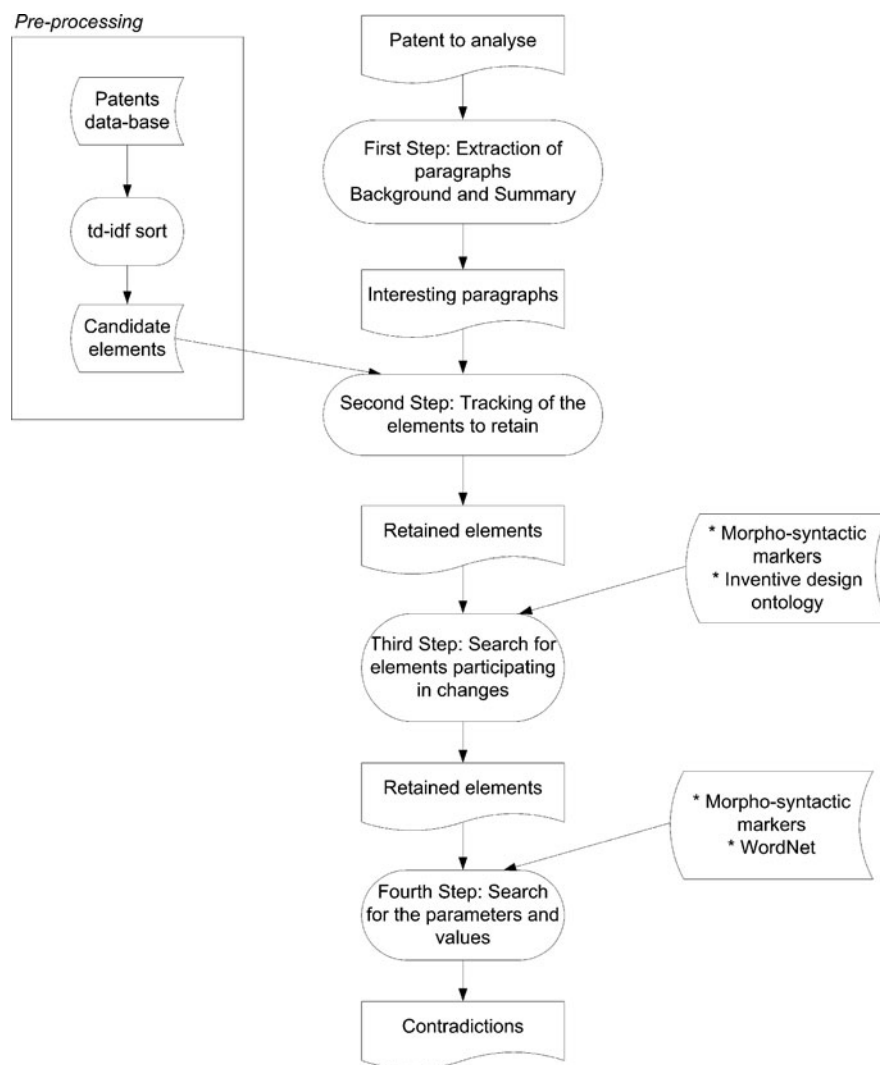 Pre-processing
Patents
data-base
td-idf sort
Candidate
elements
Patent to analyse
First Step: Extraction of
paragraphs
Background and Summary
Interesting paragraphs
Second Step: Tracking of the
elements to retain
Retained elements
* Morpho-syntactic
markers
* Inventive design
ontology
Third Step: Search for
elements participating
in changes
Retained elements
* Morpho-syntactic
markers
* WordNet
Fourth Step: Search
for the parameters and
values
Contradictions